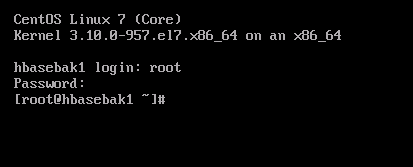 CentOS Linux 7 (Core)
Kernel 3.10.0-957.el7.x86_64 on an x86_64
hbasebak1 login: root
Password:
[root@hbasebak1 ~]#